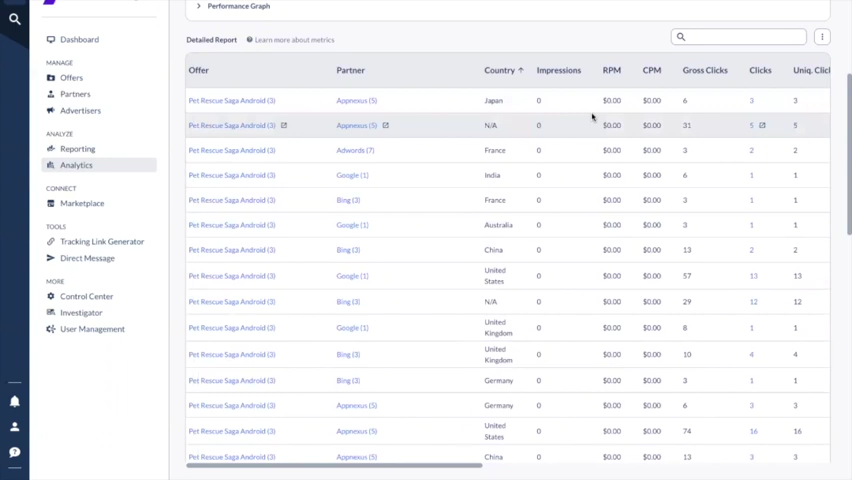 Performance Graph
Detailed Report Learn more about metrics
Dashboard
MANAGE
Offers
Partners
Advertisers
ANALYZE
Reporting
Analytics
CONNECT
Marketplace
TOOLS
Tracking Link Generator
Direct Message
MORE
Control Center
Investigator
User Management
Offer Partner Country Impressions RPM CPM Gross Clicks Clicks Uniq. Clic
Pet Rescue Saga Android (3) Appnexus (5) Japan 0 $0.00 $0.00 6 3 3
Pet Rescue Saga Android (3) Appnexus (5) N/A 0 $0.00 $0.00 31 5 5
Pet Rescue Saga Android (3) Adwords (7) France 0 $0.00 $0.00 3 2 2
Pet Rescue Saga Android (3) Google (1) India 0 $0.00 $0.00 6 1 1
Pet Rescue Saga Android (3) Bing (3) France 0 $0.00 $0.00 3 1 1
Pet Rescue Saga Android (3) Google (1) Australia 0 $0.00 $0.00 3 1 1
Pet Rescue Saga Android (3) Bing (3) China 0 $0.00 $0.00 13 2 2
Pet Rescue Saga Android (3) Google (1) United States 0 $0.00 $0.00 57 13 13
Pet Rescue Saga Android (3) Bing (3) N/A 0 $0.00 $0.00 29 12 12
Pet Rescue Saga Android (3) Google (1) United Kingdom 0 $0.00 $0.00 8 1 1
Pet Rescue Saga Android (3) Bing (3) United Kingdom 0 $0.00 $0.00 10 4 4
Pet Rescue Saga Android (3) Bing (3) Germany 0 $0.00 $0.00 3 1 1
Pet Rescue Saga Android (3) Appnexus (5) Germany 0 $0.00 $0.00 6 3 3
Pet Rescue Saga Android (3) Appnexus (5) United States 0 $0.00 $0.00 74 16 16
Pet Rescue Saga Android (3) Appnexus (5) China 0 $0.00 $0.00 13 3 3